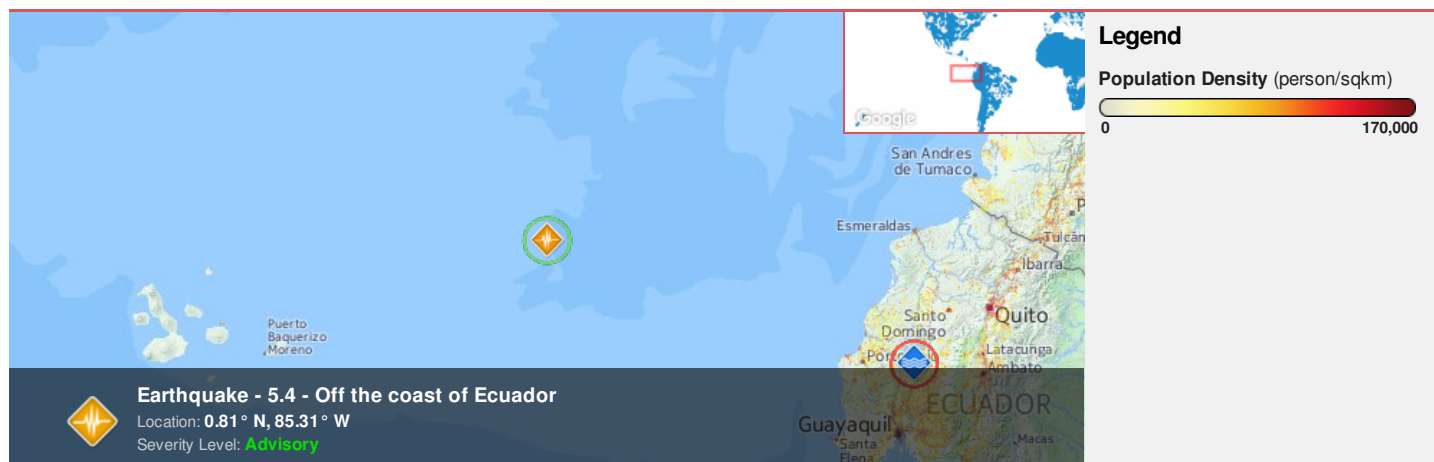 Legend
Population Density (person/sqkm)
0 170,000
Google
San Andres
de Tumaco
Esmeraldas
Tulcán
Ibarra
Quito
Santo
Domingo
Latacunga
Ambato
Puerto
Baquerizo
Moreno
ECUADOR
Guayaquil
Santa
Elena
Macas
Earthquake - 5.4 - Off the coast of Ecuador
Location: 0.81° N, 85.31° W
Severity Level: Advisory